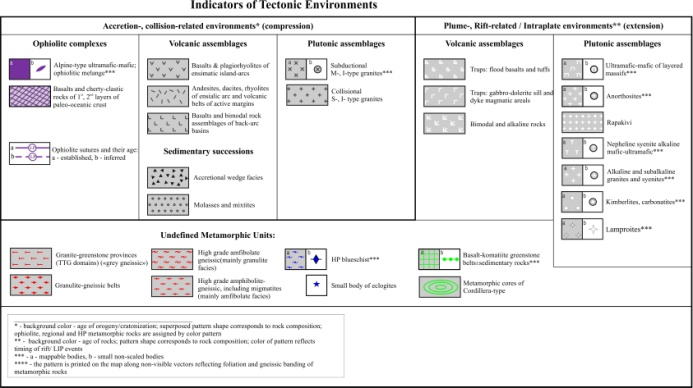 Indicators of Tectonic Environments
Accretion-, collision-related environments* (compression)
Plume-, Rift-related / Intraplate environments** (extension)
Ophiolite complexes
a
b
Alpine-type ultramafic-mafic;
ophiolitic melange***
Basalts and cherty-clastic
rocks of 1st, 2nd layers of
paleo-oceanic crust
a
b
Ophiolite sutures and their age:
a - established, b - inferred
Volcanic assemblages
Basalts & plagiorhyolites of
ensimatic island-arcs
Andesites, dacites, rhyolites
of ensialic arc and volcanic
belts of active margins
Basalts and bimodal rock
assemblages of back-arc
basins
Sedimentary successions
Accretional wedge facies
Molasses and mixtites
Plutonic assemblages
a
b
Subductional
M-, I-type granites***
Collisional
S-, I- type granites
Volcanic assemblages
Traps: flood basalts and tuffs
Traps: gabbro-dolerite sill and
dyke magmatic areals
Bimodal and alkaline rocks
Plutonic assemblages
a
b
Ultramafic-mafic of layered
massifs***
a
b
Anorthosites***
Rapakivi
a
b
Nepheline syenite alkaline
mafic-ultramafic***
a
b
Alkaline and subalkaline
granites and syenites***
a
b
Kimberlites, carbonatites***
a
b
Lamproites***
Undefined Metamorphic Units:
Granite-greenstone provinces
(TTG domains) («grey gneissic»)
Granulite-gneissic belts
High grade amfibolate
gneisse(mainly granulite
facies)
High grade amphibolite-
gneissic, including migmatites
(mainly amfibolate facies)
a
b
HP blueschist***
Small body of eclogites
a
b
Basalt-komatiite greenstone
belts:sedimentary rocks***
Metamorphic cores of
Cordillera-type
* - background color - age of orogeny/cratonization; superposed pattern shape corresponds to rock composition;
ophiolite, regional and HP metamorphic rocks are assigned by color pattern
** - background color - age of rocks; pattern shape corresponds to rock composition; color of pattern reflects
timing of rift/ LIP events
*** - a - mappable bodies, b - small non-scaled bodies
**** - the pattern is printed on the map along non-visible vectors reflecting foliation and gneissic banding of
metamorphic rocks